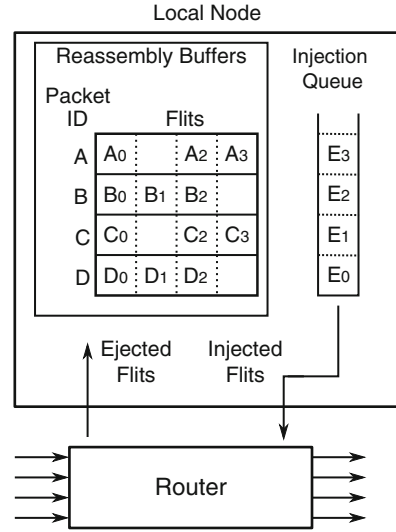 Local Node
Reassembly Buffers
Injection
Queue
Packet
ID
Flits
A A0 A2 A3
B B0 B1 B2
C C0 C2 C3
D D0 D1 D2
E3
E2
E1
E0
Ejected
Flits
Injected
Flits
Router